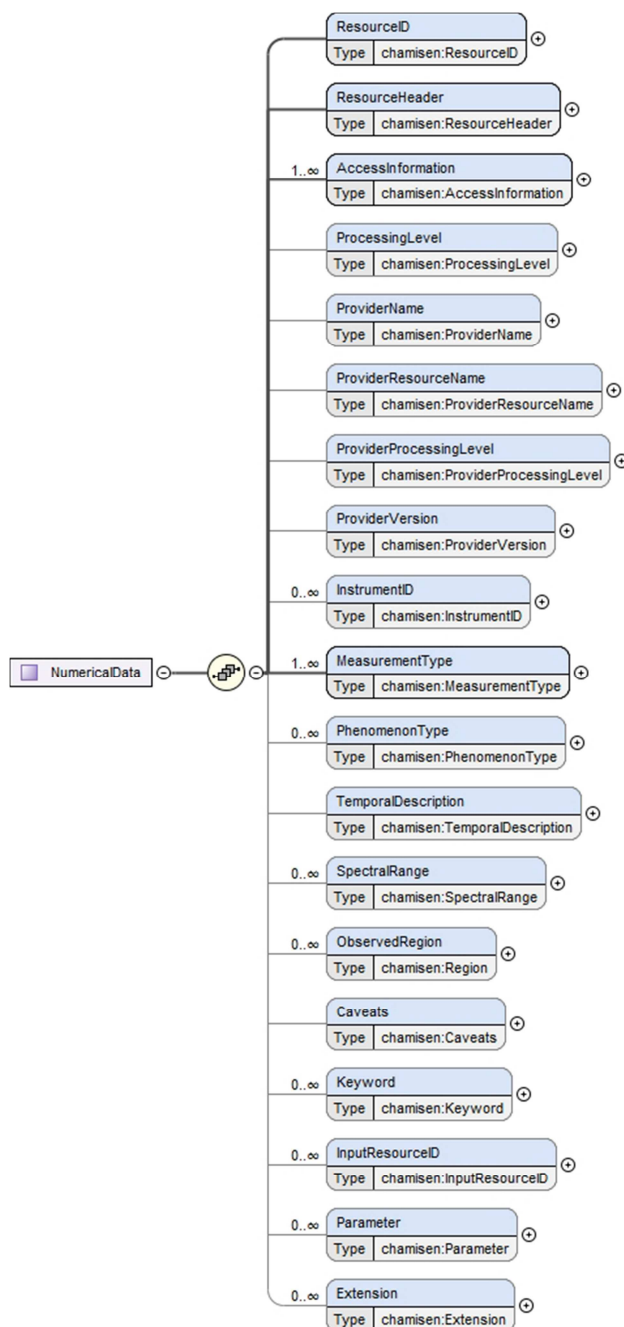 ResourceID
Type chamisen:ResourceID
ResourceHeader
Type chamisen:ResourceHeader
1..∞ AccessInformation
Type chamisen:AccessInformation
ProcessingLevel
Type chamisen:ProcessingLevel
ProviderName
Type chamisen:ProviderName
ProviderResourceName
Type chamisen:ProviderResourceName
ProviderProcessingLevel
Type chamisen:ProviderProcessingLevel
ProviderVersion
Type chamisen:ProviderVersion
0..∞ InstrumentID
Type chamisen:InstrumentID
NumericalData
1..∞ MeasurementType
Type chamisen:MeasurementType
0..∞ PhenomenonType
Type chamisen:PhenomenonType
TemporalDescription
Type chamisen:TemporalDescription
0..∞ SpectralRange
Type chamisen:SpectralRange
0..∞ ObservedRegion
Type chamisen:Region
Caveats
Type chamisen:Caveats
0..∞ Keyword
Type chamisen:Keyword
0..∞ InputResourceID
Type chamisen:InputResourceID
0..∞ Parameter
Type chamisen:Parameter
0..∞ Extension
Type chamisen:Extension